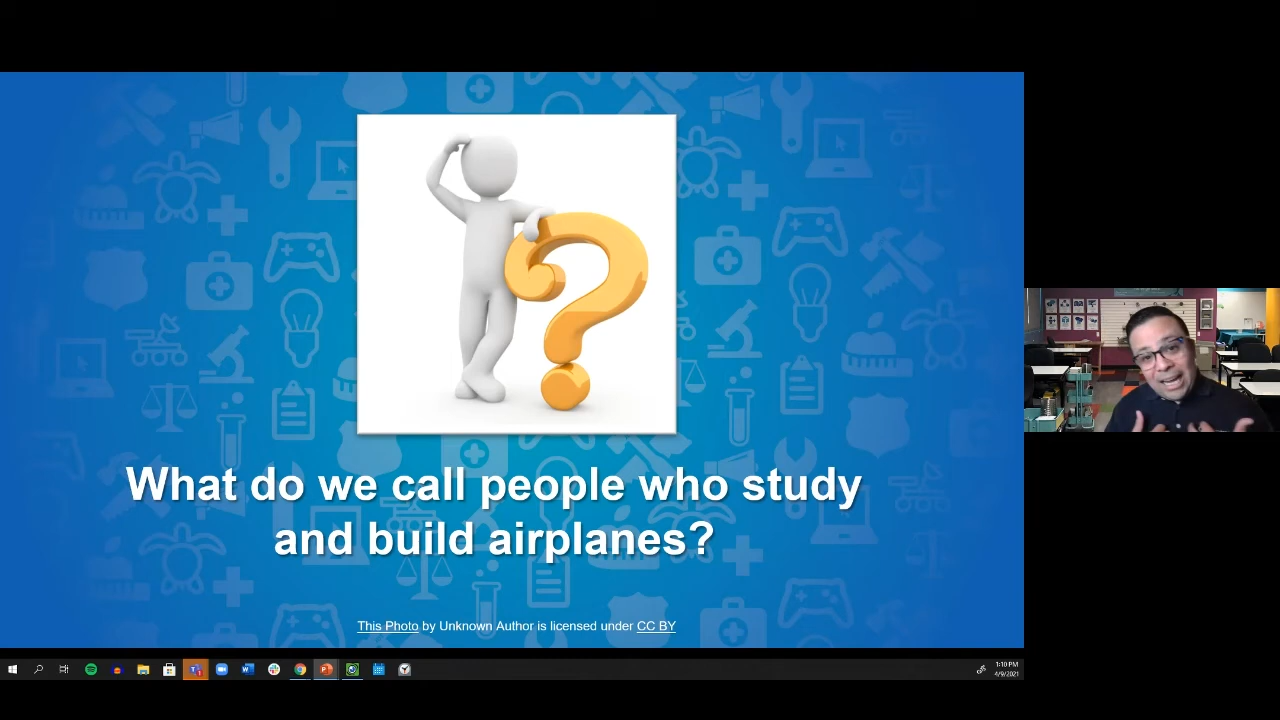 What do we call people who study
and build airplanes?
This Photo by Unknown Author is licensed under CC BY
1:10 PM
4/9/2021